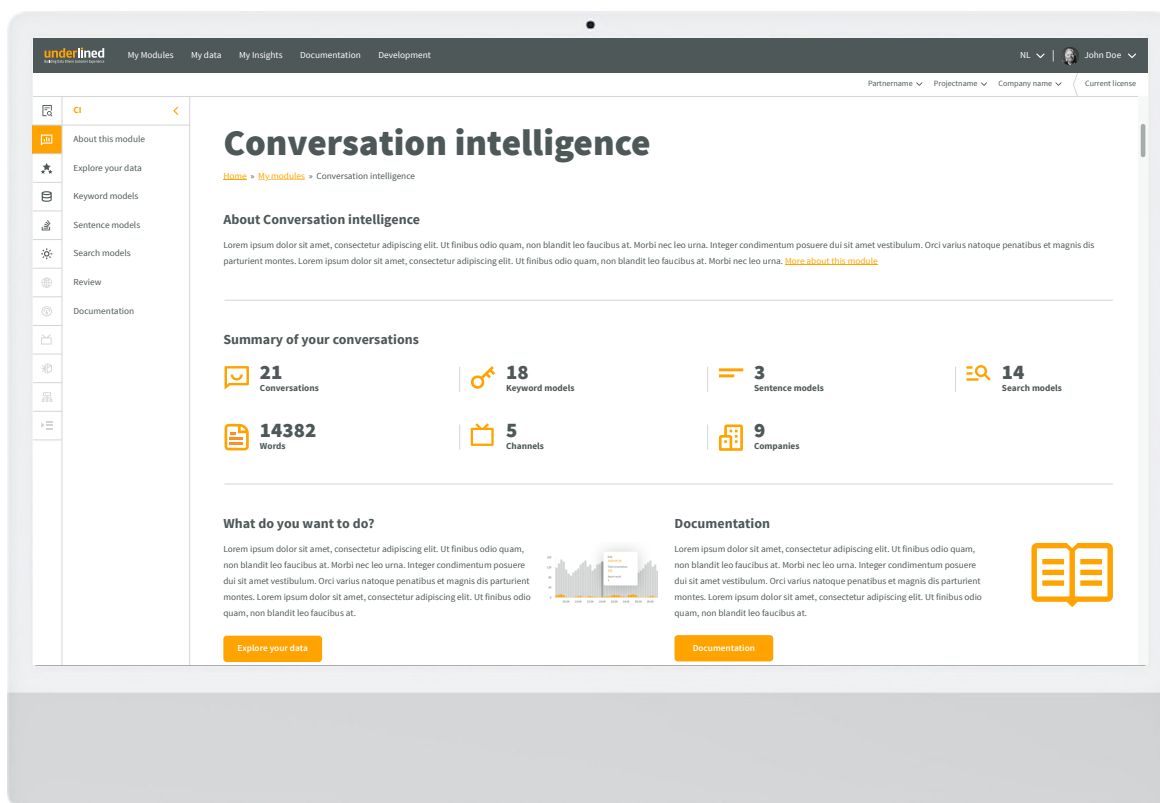 underlined
My Modules My data My Insights Documentation Development
NL John Doe
Partnername Projectname Company name Current license
CI
About this module
Explore your data
Keyword models
Sentence models
Search models
Review
Documentation
Conversation intelligence
Home » My modules » Conversation intelligence
About Conversation intelligence
Lorem ipsum dolor sit amet, consectetur adipiscing elit. Ut finibus odio quam, non blandit leo faucibus at. Morbi nec leo urna. Integer condimentum posuere dui sit amet vestibulum. Orci varius natoque penatibus et magnis dis
parturient montes. Lorem ipsum dolor sit amet, consectetur adipiscing elit. Ut finibus odio quam, non blandit leo faucibus at. Morbi nec leo urna. More about this module
Summary of your conversations
21
Conversations
18
Keyword models
3
Sentence models
14
Search models
14382
Words
5
Channels
9
Companies
What do you want to do?
Lorem ipsum dolor sit amet, consectetur adipiscing elit. Ut finibus odio quam,
non blandit leo faucibus at. Morbi nec leo urna. Integer condimentum posuere
dui sit amet vestibulum. Orci varius natoque penatibus et magnis dis parturient
montes. Lorem ipsum dolor sit amet, consectetur adipiscing elit. Ut finibus odio
quam, non blandit leo faucibus at.
Explore your data
Documentation
Lorem ipsum dolor sit amet, consectetur adipiscing elit. Ut finibus odio quam,
non blandit leo faucibus at. Morbi nec leo urna. Integer condimentum posuere
dui sit amet vestibulum. Orci varius natoque penatibus et magnis dis parturient
montes. Lorem ipsum dolor sit amet, consectetur adipiscing elit. Ut finibus odio
quam, non blandit leo faucibus at.
Documentation